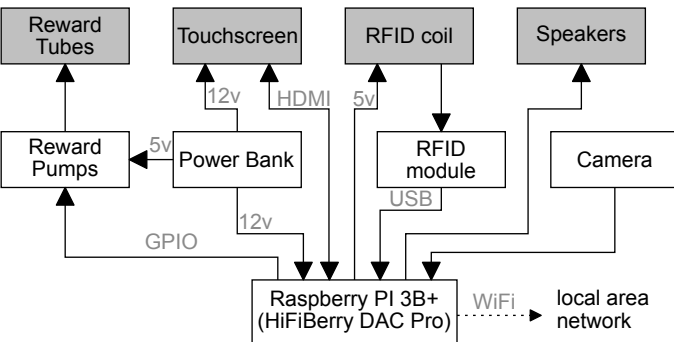 Reward
Tubes
Touchscreen
RFID coil
Speakers
12v
HDMI
5v
Reward
Pumps
5v
Power Bank
RFID
module
Camera
USB
12v
GPIO
Raspberry PI 3B+
(HiFiBerry DAC Pro)
WiFi
local area
network